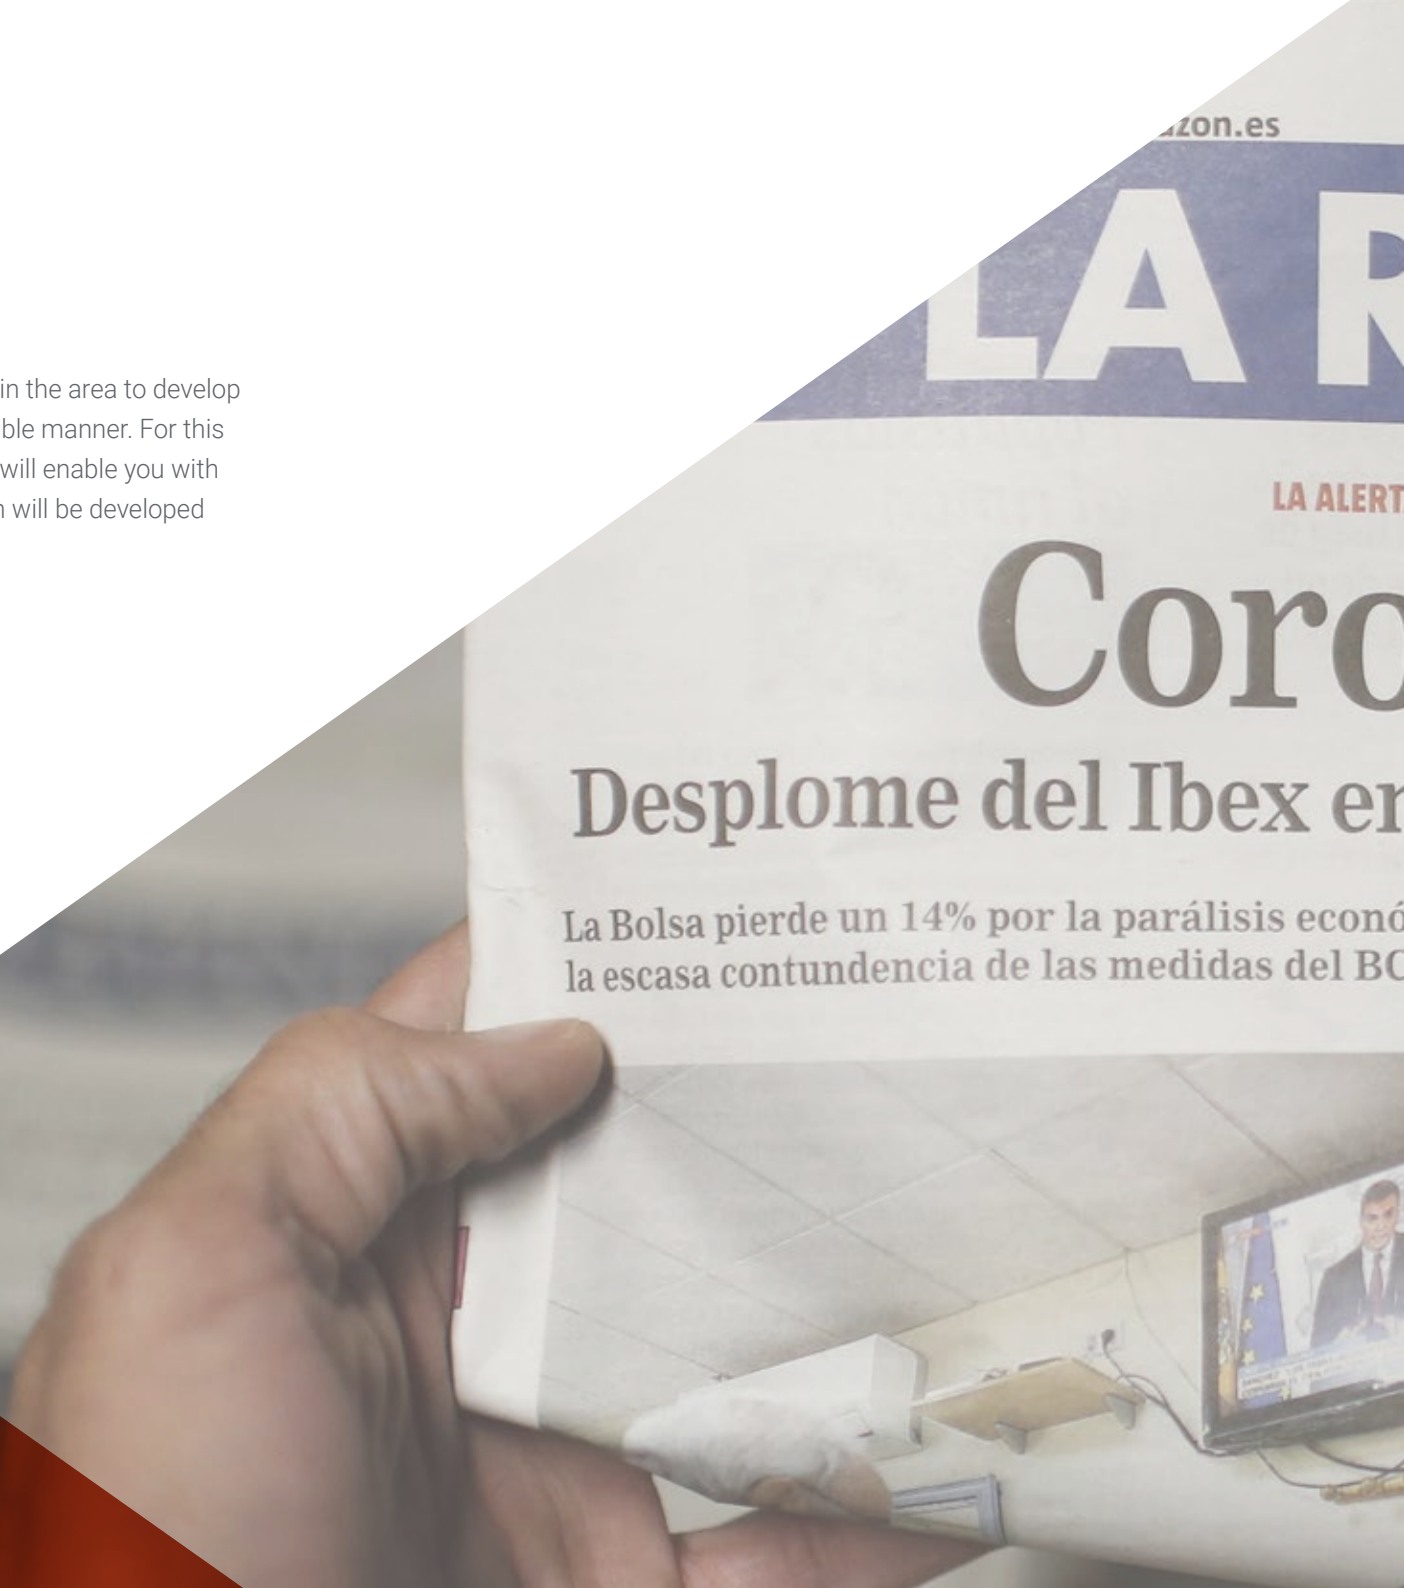 in the area to develop
ble manner. For this
will enable you with
will be developed
zon.es
LA R
LA ALERT
Coro
Desplome del Ibex en
La Bolsa pierde un 14% por la parálisis econó
la escasa contundencia de las medidas del BC